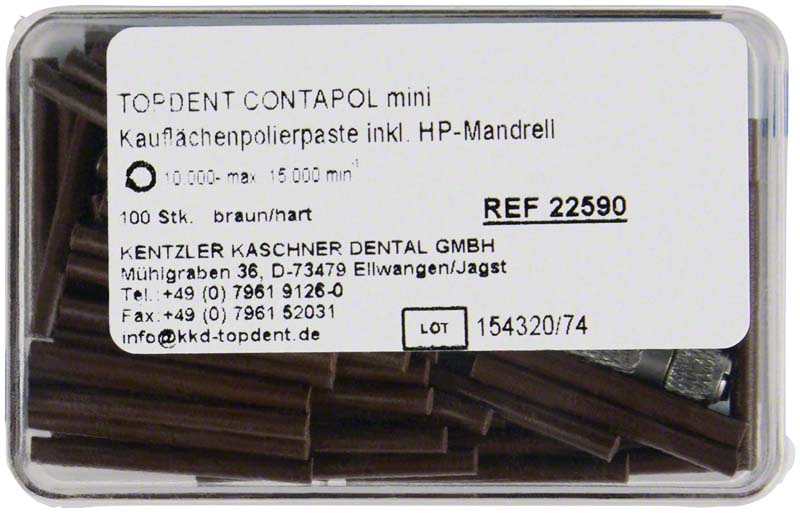 TOPDENT CONTAPOL mini
Kauflächenpolierpaste inkl. HP-Mandrell
10.000- max 15.000 min⁻¹
100 Stk. braun/hart
REF 22590
KENTZLER KASCHNER DENTAL GMBH
Mühlgraben 36, D-73479 Ellwangen/Jagst
Tel.:+49 (0) 7961 9126-0
Fax:+49 (0) 7961 52031
info@kkd-topdent.de
LOT 154320/74